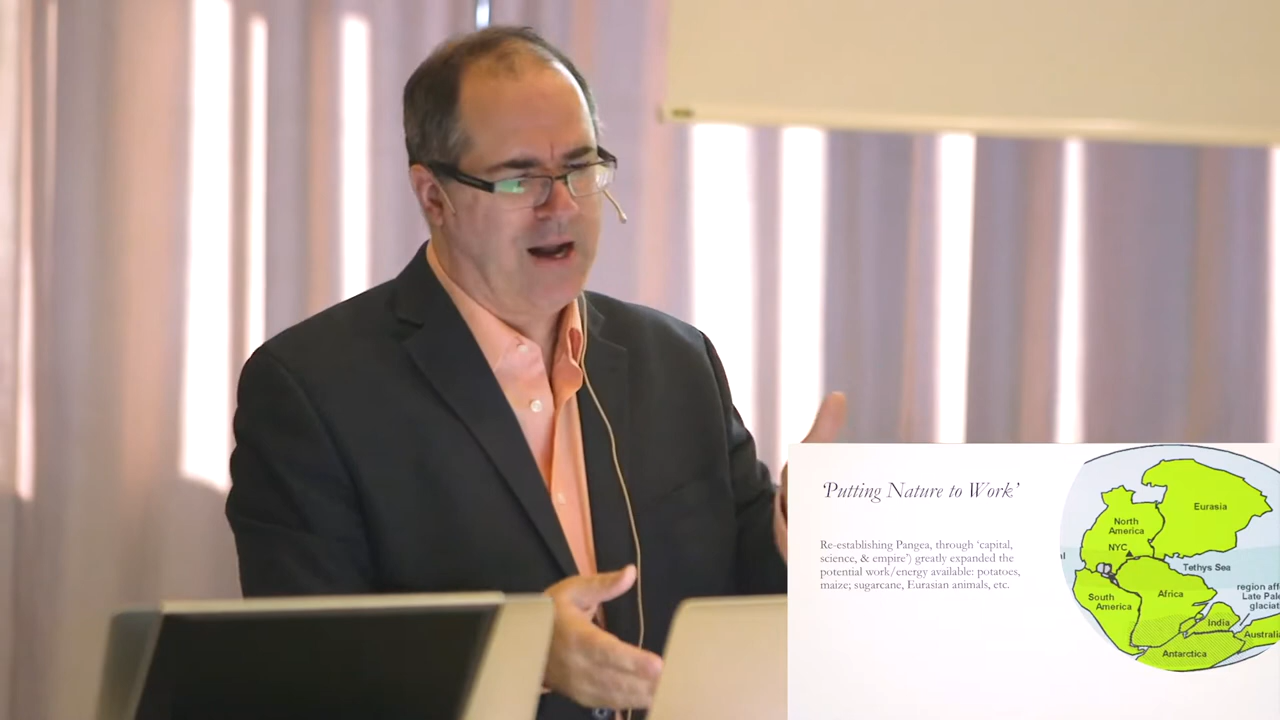 ‘Putting Nature to Work’
Re-establishing Pangea, through ‘capital,
science, & empire’) greatly expanded the
potential work/energy available: potatoes,
maize; sugarcane, Eurasian animals, etc.
Eurasia
North
America
NYC
Tethys Sea
South
America
Africa
region aff
Late Pale
glaciat
India
Australia
Antarctica